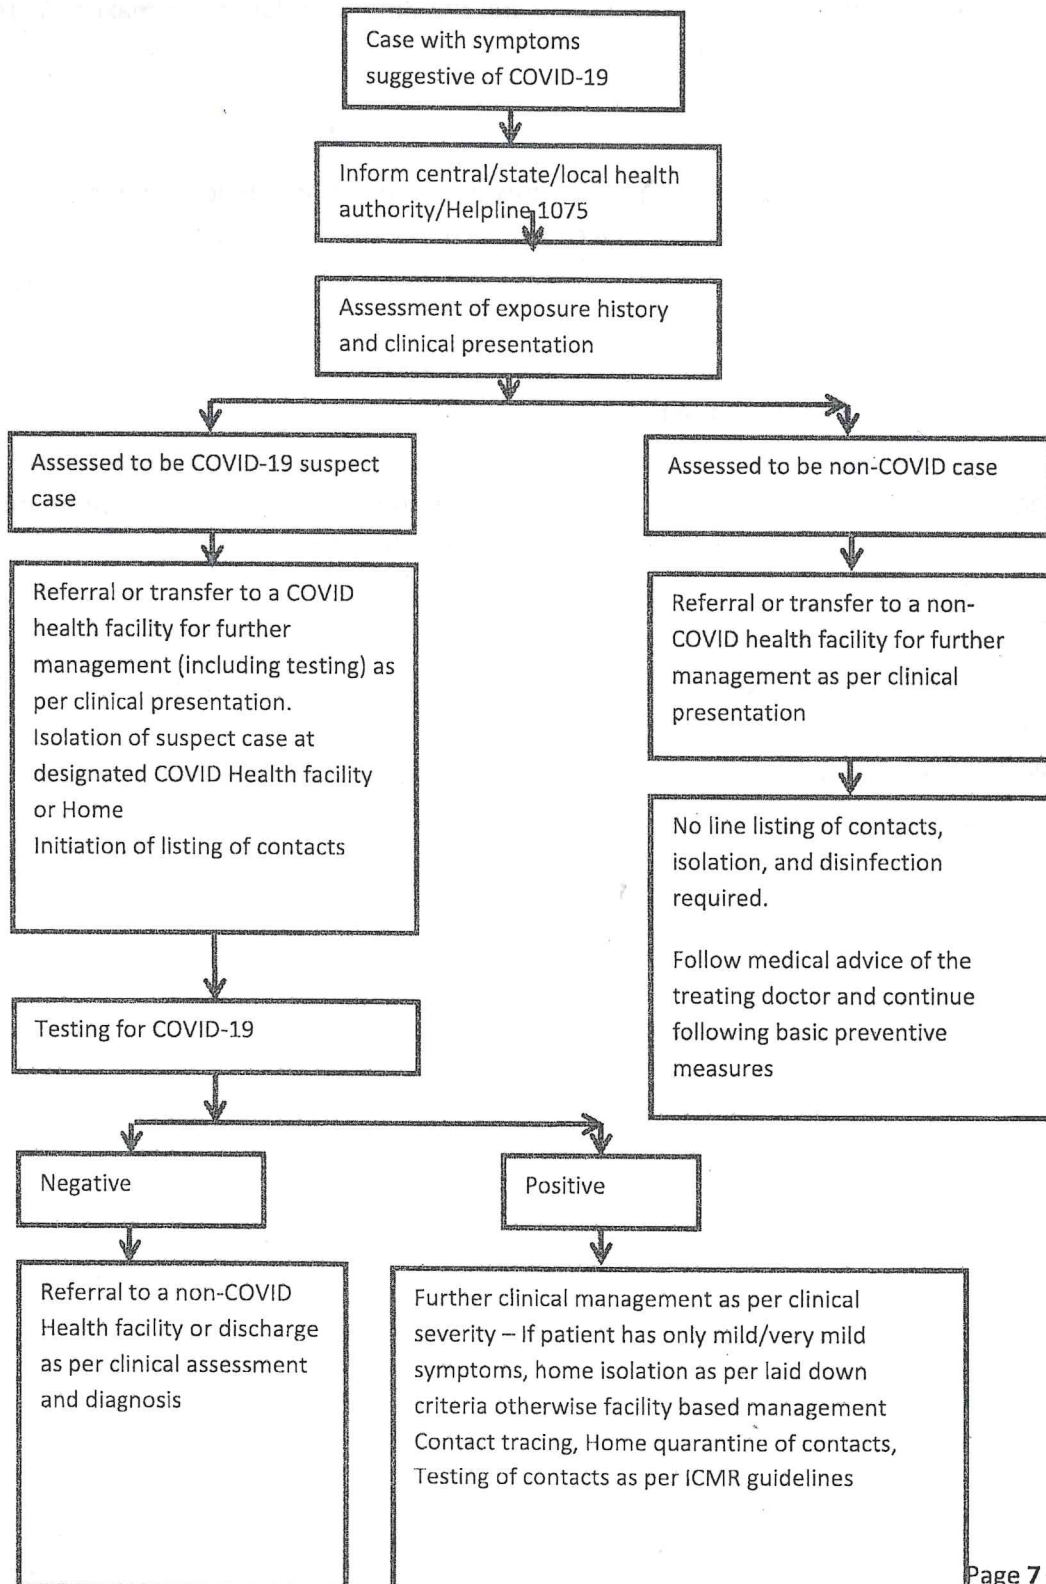 Case with symptoms
suggestive of COVID-19
Inform central/state/local health
authority/Helpline 1075
Assessment of exposure history
and clinical presentation
Assessed to be COVID-19 suspect
case
Assessed to be non-COVID case
Referral or transfer to a COVID
health facility for further
management (including testing) as
per clinical presentation.
Isolation of suspect case at
designated COVID Health facility
or Home
Initiation of listing of contacts
Referral or transfer to a non-
COVID health facility for further
management as per clinical
presentation
No line listing of contacts,
isolation, and disinfection
required.
Follow medical advice of the
treating doctor and continue
following basic preventive
measures
Testing for COVID-19
Negative
Positive
Referral to a non-COVID
Health facility or discharge
as per clinical assessment
and diagnosis
Further clinical management as per clinical
severity – If patient has only mild/very mild
symptoms, home isolation as per laid down
criteria otherwise facility based management
Contact tracing, Home quarantine of contacts,
Testing of contacts as per ICMR guidelines
Page 7